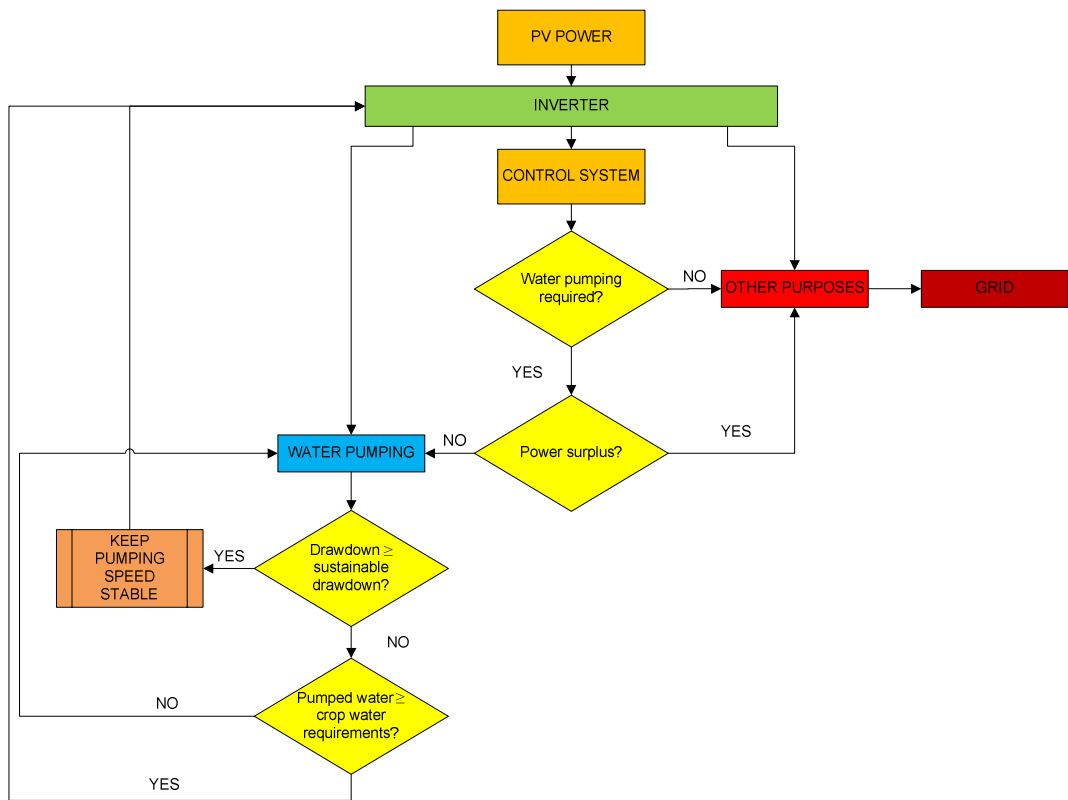 PV POWER
INVERTER
CONTROL SYSTEM
Water pumping
required?
NO
OTHER PURPOSES
GRID
YES
Power surplus?
NO
YES
WATER PUMPING
Drawdown ≥
sustainable
drawdown?
YES
KEEP
PUMPING
SPEED
STABLE
NO
Pumped water ≥
crop water
requirements?
NO
YES